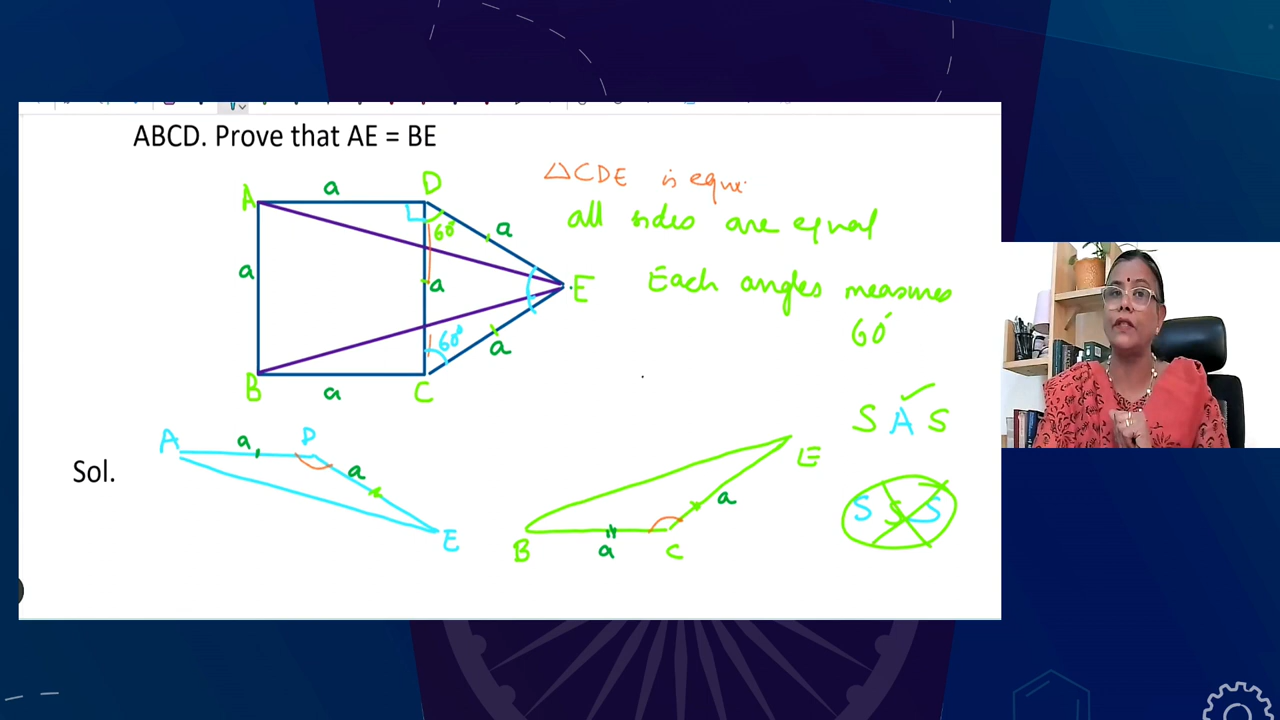 ABCD. Prove that AE = BE
△CDE is equi
all sides are equal
Each angles measures
60°
A a D
60°
a
a
a
E
60°
a
B a C
S A S
S S S
Sol.
A a D
a
E
E
a
B a C